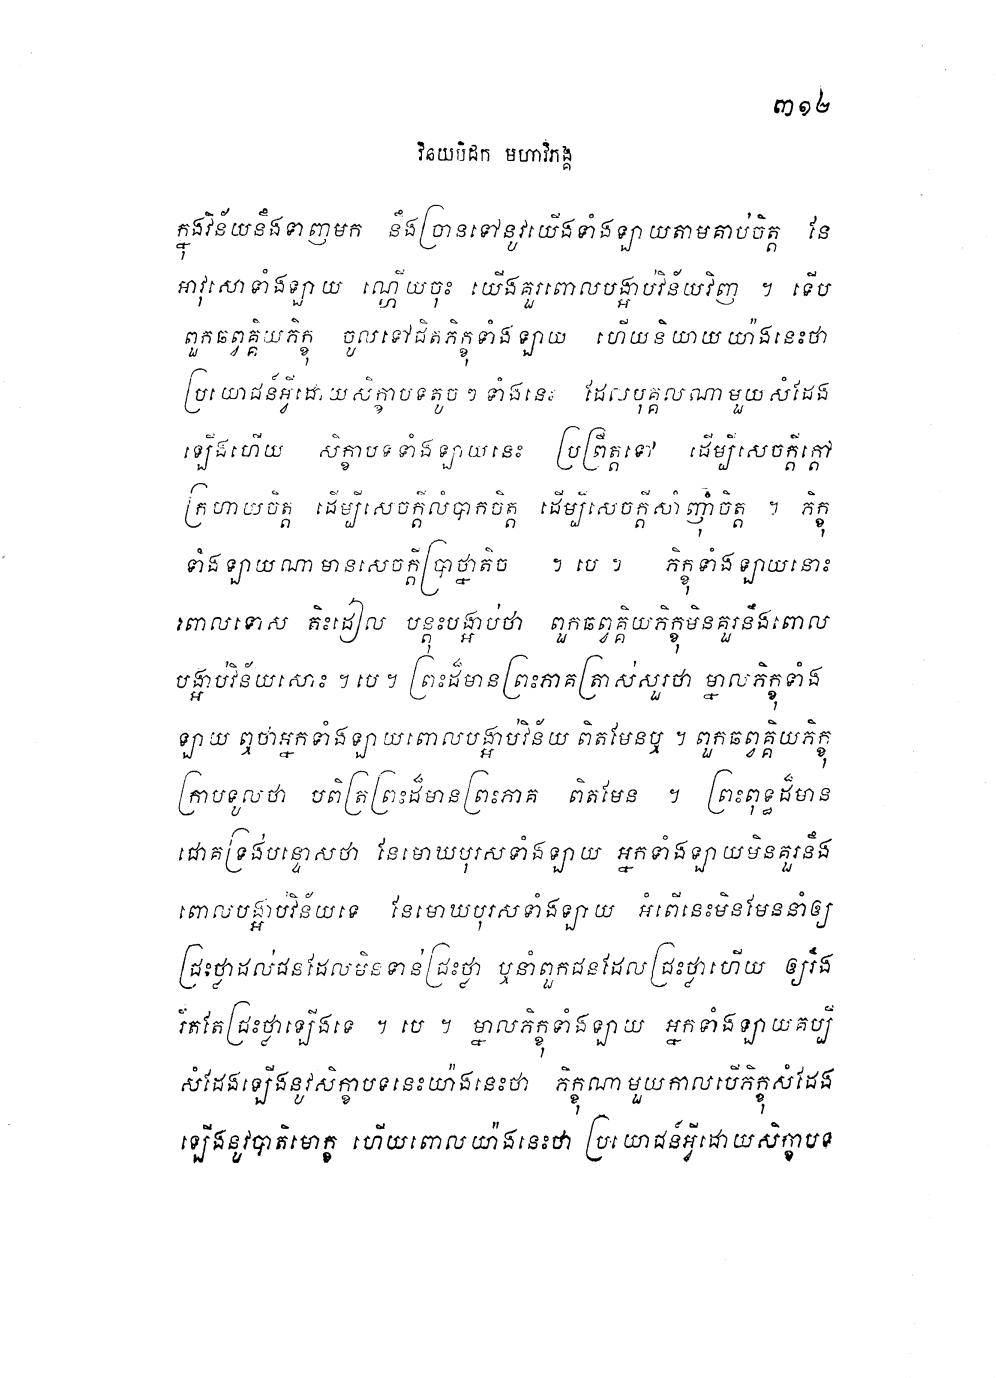 ៣១៤
វិនយបិដក មហាវិភង្គ
ក្នុងវិន័យនឹងទាញមក នឹងច្រានទៅនូវយើងទាំងឡាយតាមគាប់ចិត្ត នែ
អាវុសោទាំងឡាយ ណ្ហើយចុះ យើងគួរពោលបង្អាប់វិន័យវិញ ។ ទើប
ពួកឆព្វគ្គិយភិក្ខុ ចូលទៅជិតភិក្ខុទាំងឡាយ ហើយនិយាយយ៉ាងនេះថា
ប្រយោជន៍អ្វីដោយសិក្ខាបទតូច ៗ ទាំងនេះ ដែលបុគ្គលណាមួយសំដែង
ឡើងហើយ សិក្ខាបទទាំងឡាយនេះ ប្រព្រឹត្តទៅ ដើម្បីសេចក្តីក្តៅ
ក្រហាយចិត្ត ដើម្បីសេចក្តីលំបាកចិត្ត ដើម្បីសេចក្តីសាំញ៉ាំចិត្ត ។ ភិក្ខុ
ទាំងឡាយណាមានសេចក្តីប្រាថ្នាតិច ។ បេ ។ ភិក្ខុទាំងឡាយនោះ
ពោលទោស តិះដៀល បន្តុះបង្អាប់ថា ពួកឆព្វគ្គិយភិក្ខុមិនគួរនឹងពោល
បង្អាប់វិន័យសោះ ។ បេ ។ ព្រះដ៏មានព្រះភាគត្រាស់សួរថា ម្នាលភិក្ខុទាំង
ឡាយ ឮថាអ្នកទាំងឡាយពោលបង្អាប់វិន័យ ពិតមែនឬ ។ ពួកឆព្វគ្គិយភិក្ខុ
ក្រាបទូលថា បពិត្រព្រះដ៏មានព្រះភាគ ពិតមែន ។ ព្រះពុទ្ធដ៏មាន
ជោគទ្រង់បន្ទោសថា នែមោឃបុរសទាំងឡាយ អ្នកទាំងឡាយមិនគួរនឹង
ពោលបង្អាប់វិន័យទេ នែមោឃបុរសទាំងឡាយ អំពើនេះមិនមែននាំឲ្យ
ជ្រះថ្លាដល់ជនដែលមិនទាន់ជ្រះថ្លា ឬនាំពួកជនដែលជ្រះថ្លាហើយ ឲ្យរឹង
រឹតតែជ្រះថ្លាឡើងទេ ។ បេ ។ ម្នាលភិក្ខុទាំងឡាយ អ្នកទាំងឡាយគប្បី
សំដែងឡើងនូវសិក្ខាបទនេះយ៉ាងនេះថា ភិក្ខុណាមួយកាលបើភិក្ខុសំដែង
ឡើងនូវបាតិមោក្ខ ហើយពោលយ៉ាងនេះថា ប្រយោជន៍អ្វីដោយសិក្ខាបទ